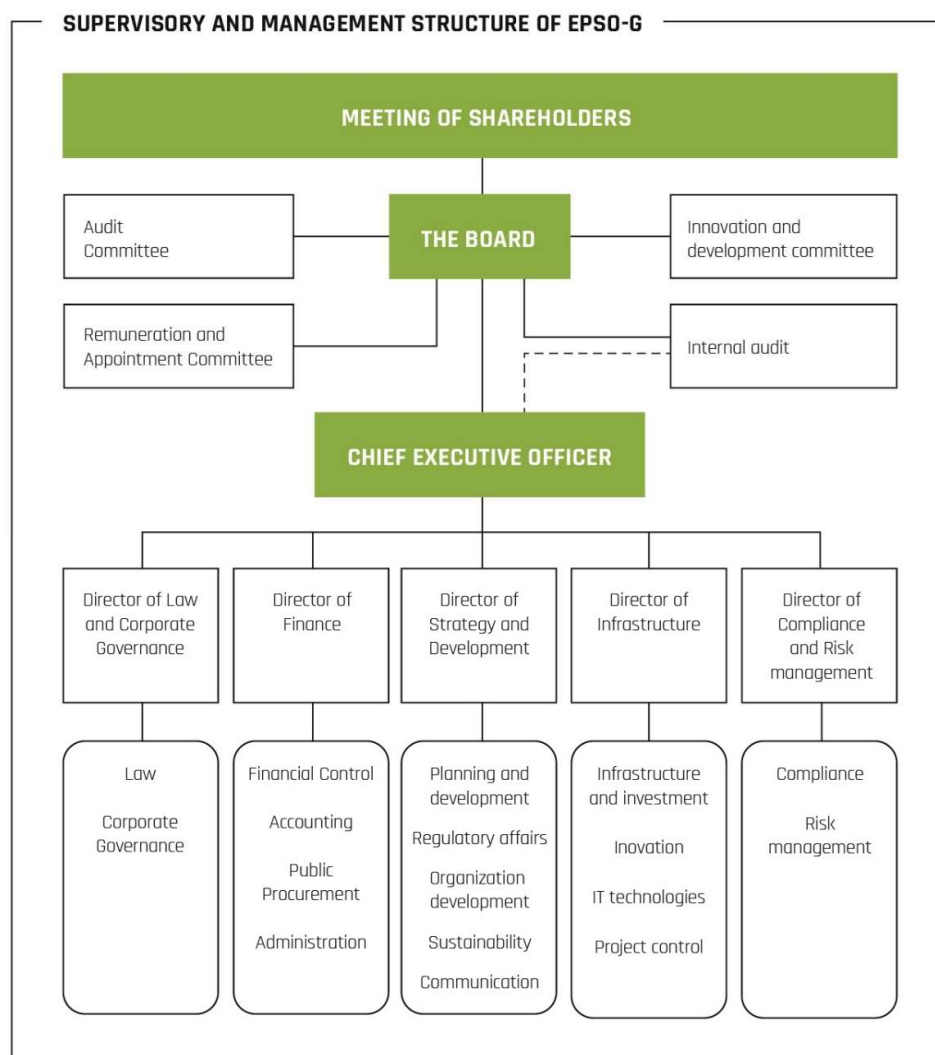 SUPERVISORY AND MANAGEMENT STRUCTURE OF EPSO-G
MEETING OF SHAREHOLDERS
Audit
Committee
THE BOARD
Innovation and
development committee
Remuneration and
Appointment Committee
Internal audit
CHIEF EXECUTIVE OFFICER
Director of Law
and Corporate
Governance
Director of
Finance
Director of
Strategy and
Development
Director of
Infrastructure
Director of
Compliance
and Risk
management
Law
Corporate
Governance
Financial Control
Accounting
Public
Procurement
Administration
Planning and
development
Regulatory affairs
Organization
development
Sustainability
Communication
Infrastructure
and investment
Inovation
IT technologies
Project control
Compliance
Risk
management